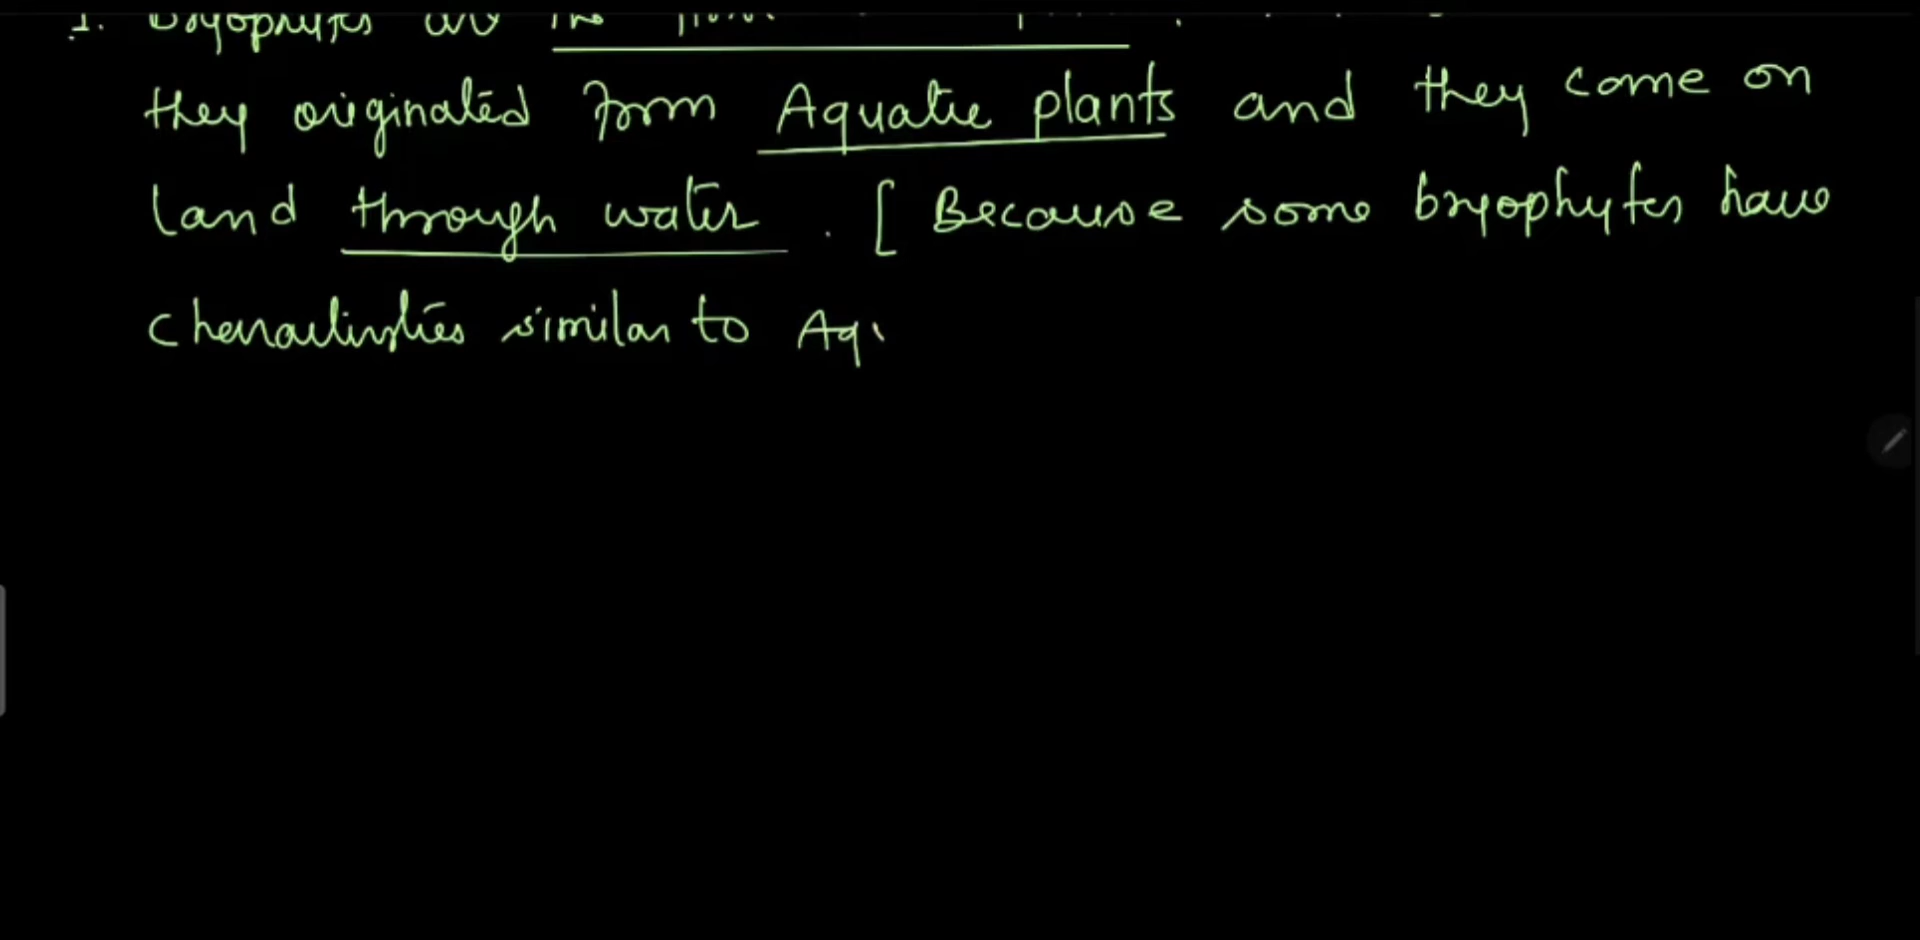 1. Bryophytes are the
they originated from Aquatic plants and they come on
land through water . [ Because some bryophytes have
characteristics similar to Aqu